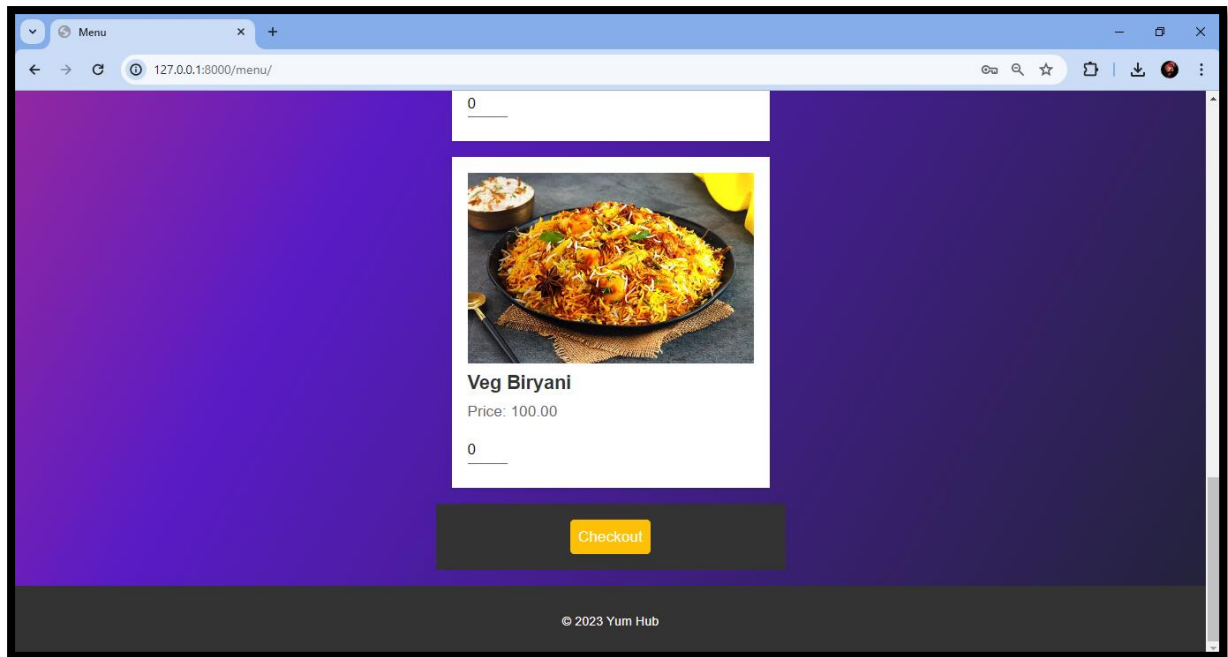 Menu
127.0.0.1:8000/menu/
0
Veg Biryani
Price: 100.00
0
Checkout
© 2023 Yum Hub